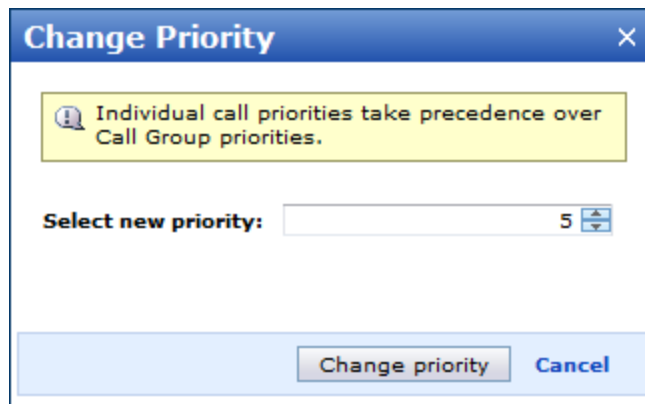 Change Priority
Individual call priorities take precedence over
Call Group priorities.
Select new priority: 5
Change priority Cancel